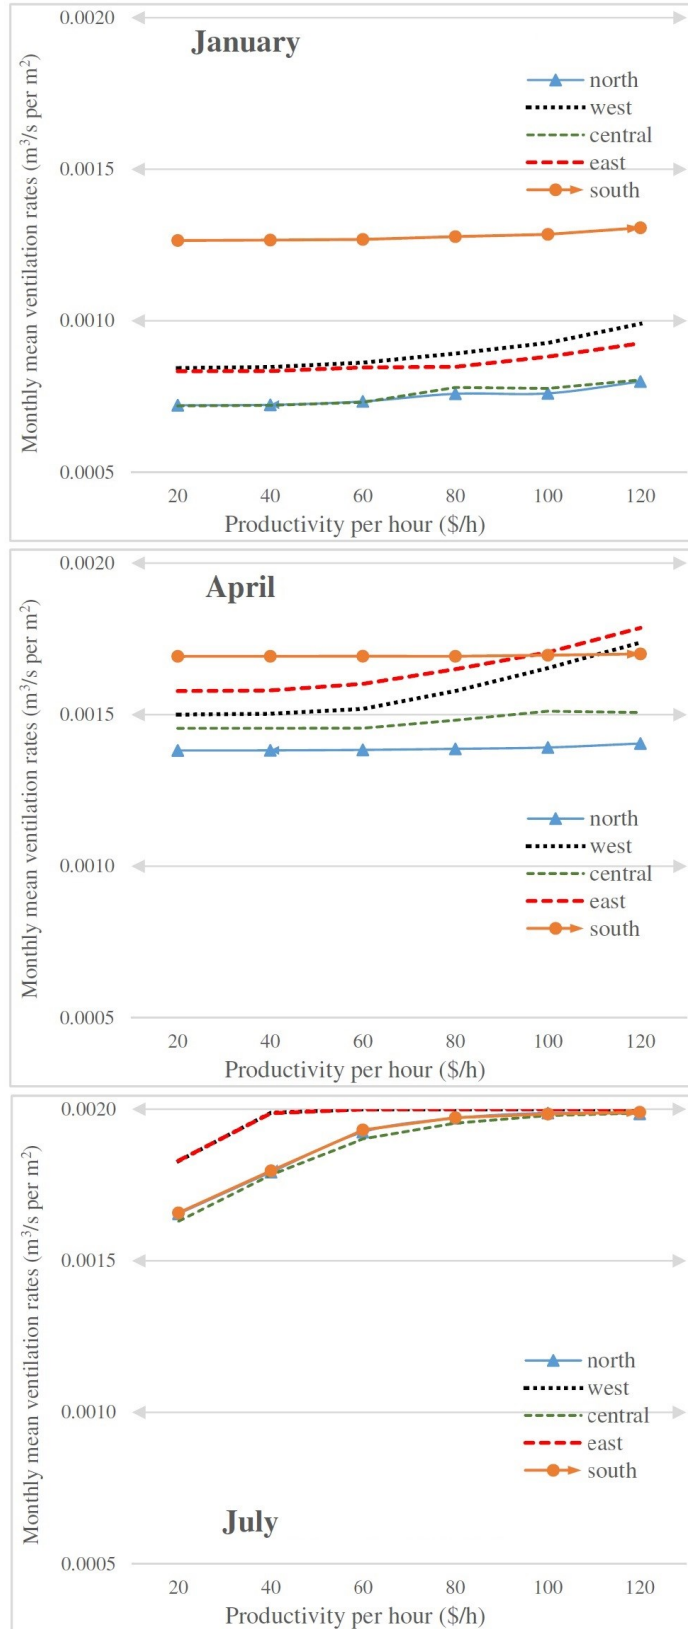 January
Monthly mean ventilation rates (m³/s per m²)
0.0020
0.0015
0.0010
0.0005
north
west
central
east
south
20 40 60 80 100 120
Productivity per hour ($/h)
April
Monthly mean ventilation rates (m³/s per m²)
0.0020
0.0015
0.0010
0.0005
north
west
central
east
south
20 40 60 80 100 120
Productivity per hour ($/h)
Monthly mean ventilation rates (m³/s per m²)
0.0020
0.0015
0.0010
0.0005
north
west
central
east
south
July
20 40 60 80 100 120
Productivity per hour ($/h)